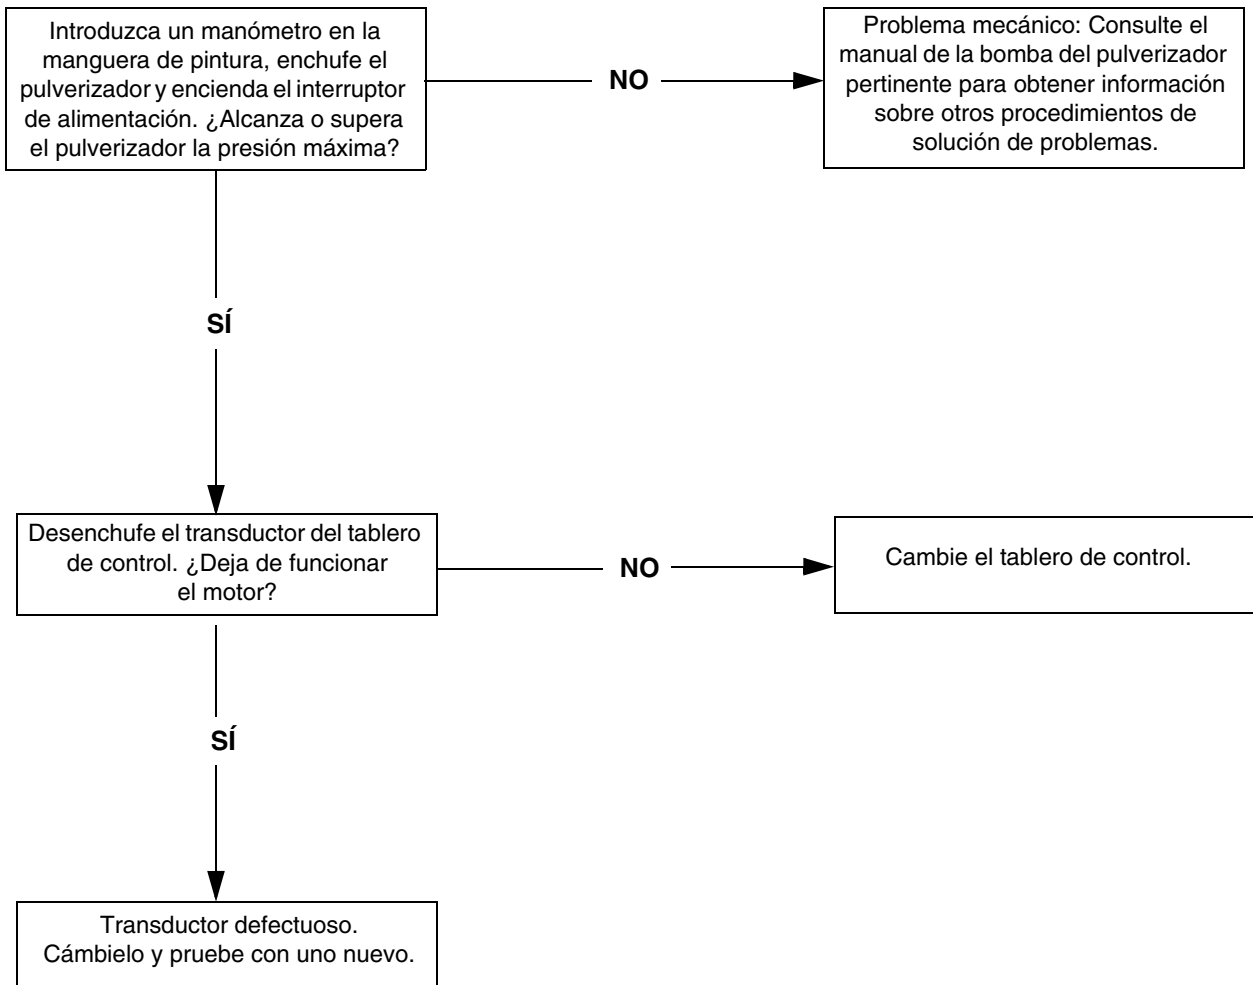 Introduzca un manómetro en la
manguera de pintura, enchufe el
pulverizador y encienda el interruptor
de alimentación. ¿Alcanza o supera
el pulverizador la presión máxima?
NO
Problema mecánico: Consulte el
manual de la bomba del pulverizador
pertinente para obtener información
sobre otros procedimientos de
solución de problemas.
SÍ
Desenchufe el transductor del tablero
de control. ¿Deja de funcionar
el motor?
NO
Cambie el tablero de control.
SÍ
Transductor defectuoso.
Cámbielo y pruebe con uno nuevo.